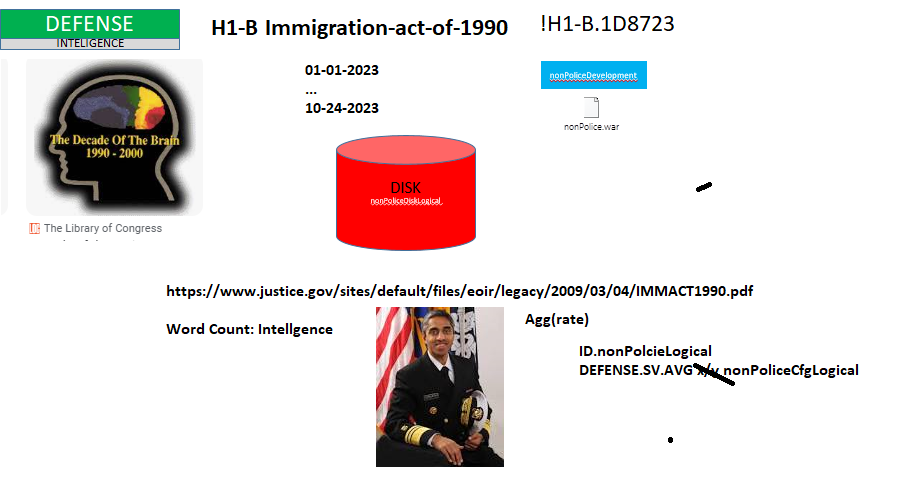 DEFENSE
INTELIGENCE
H1-B Immigration-act-of-1990
!H1-B.1D8723
01-01-2023
...
10-24-2023
nonPoliceDevelopment
nonPolice.war
The Decade Of The Brain
1990 - 2000
The Library of Congress
DISK
nonPoliceDiskLogical
https://www.justice.gov/sites/default/files/eoir/legacy/2009/03/04/IMMACT1990.pdf
Word Count: Intellgence
Agg(rate)
ID.nonPolcieLogical
DEFENSE.SV.AVG x/y nonPoliceCfgLogical